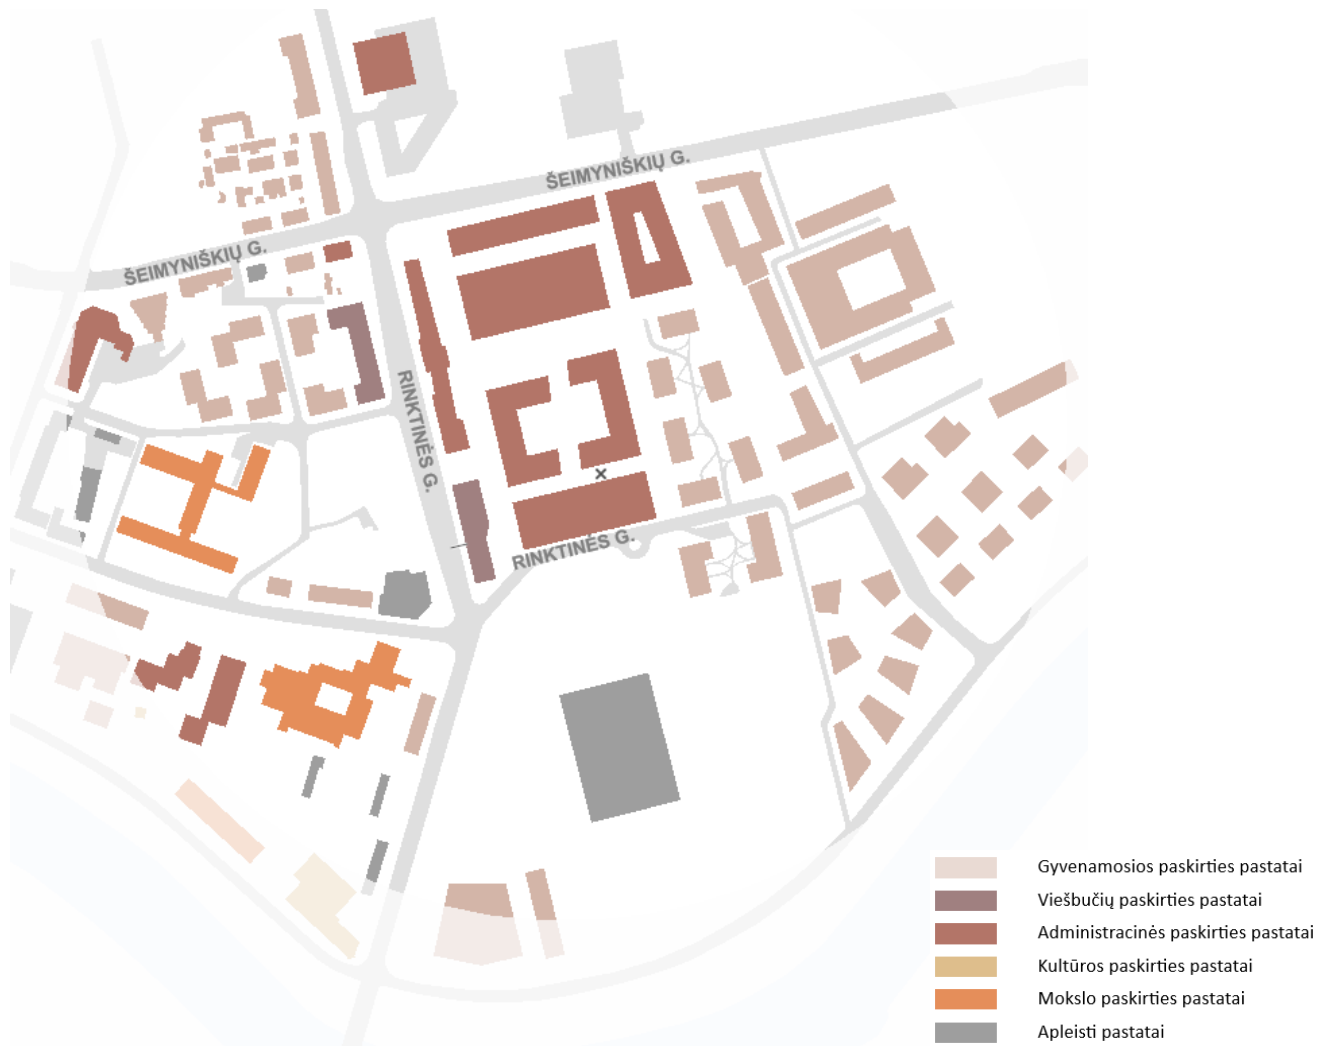 ŠEIMYNIŠKIŲ G.
ŠEIMYNIŠKIŲ G.
RINKTINĖS G.
RINKTINĖS G.
Gyvenamosios paskirties pastatai
Viešbučių paskirties pastatai
Administracinės paskirties pastatai
Kultūros paskirties pastatai
Mokslo paskirties pastatai
Apleisti pastatai